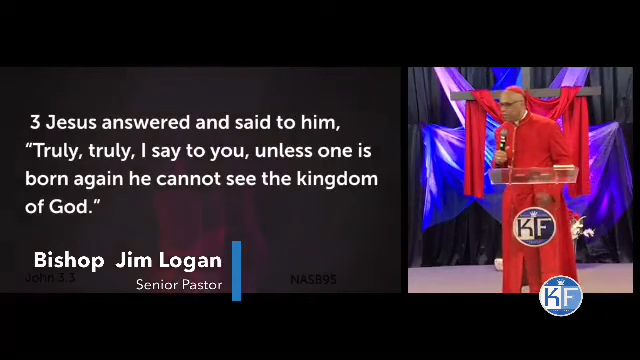 3 Jesus answered and said to him,
“Truly, truly, I say to you, unless one is
born again he cannot see the kingdom
of God.”
Bishop Jim Logan
Senior Pastor
John 3:3
NASB95
KF
KF